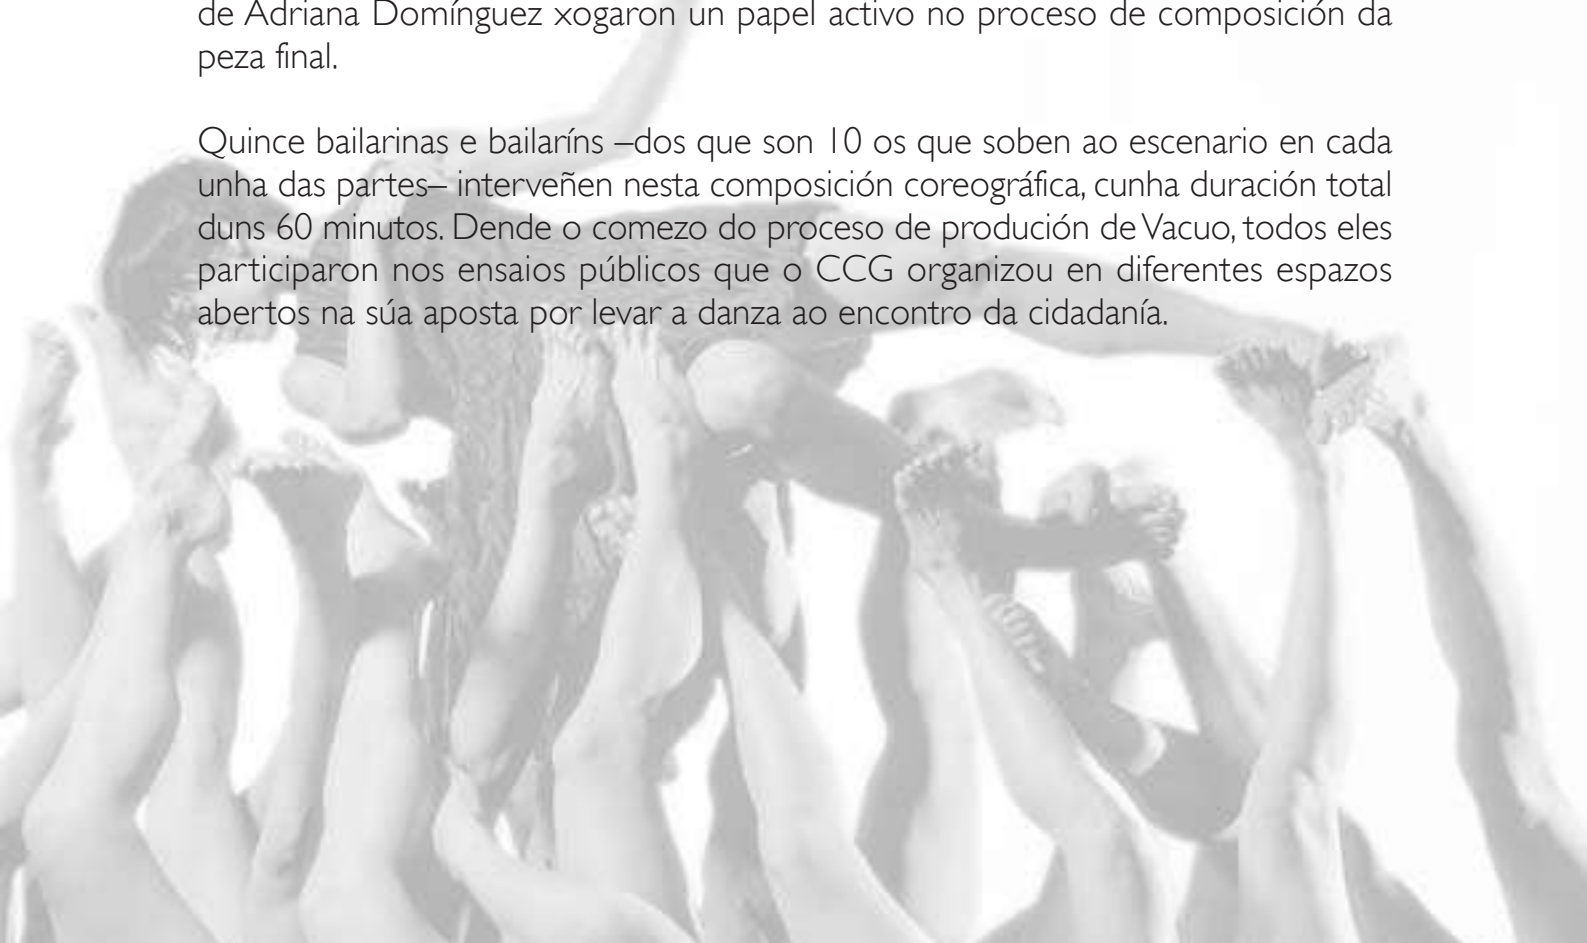 de Adriana Domínguez xogaron un papel activo no proceso de composición da
peza final.
Quince bailarinas e bailaríns –dos que son 10 os que soben ao escenario en cada
unha das partes– interveñen nesta composición coreográfica, cunha duración total
duns 60 minutos. Dende o comezo do proceso de produción de Vacuo, todos eles
participaron nos ensaios públicos que o CCG organizou en diferentes espazos
abertos na súa aposta por levar a danza ao encontro da cidadanía.